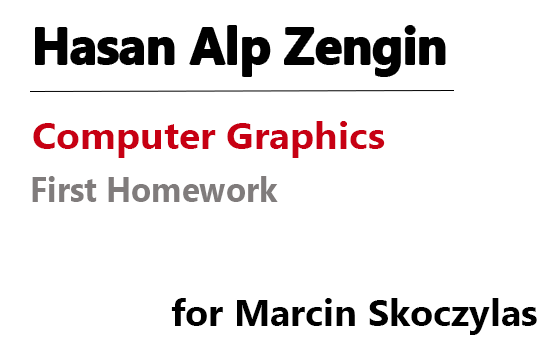 Hasan Alp Zengin
Computer Graphics
First Homework
for Marcin Skoczylas